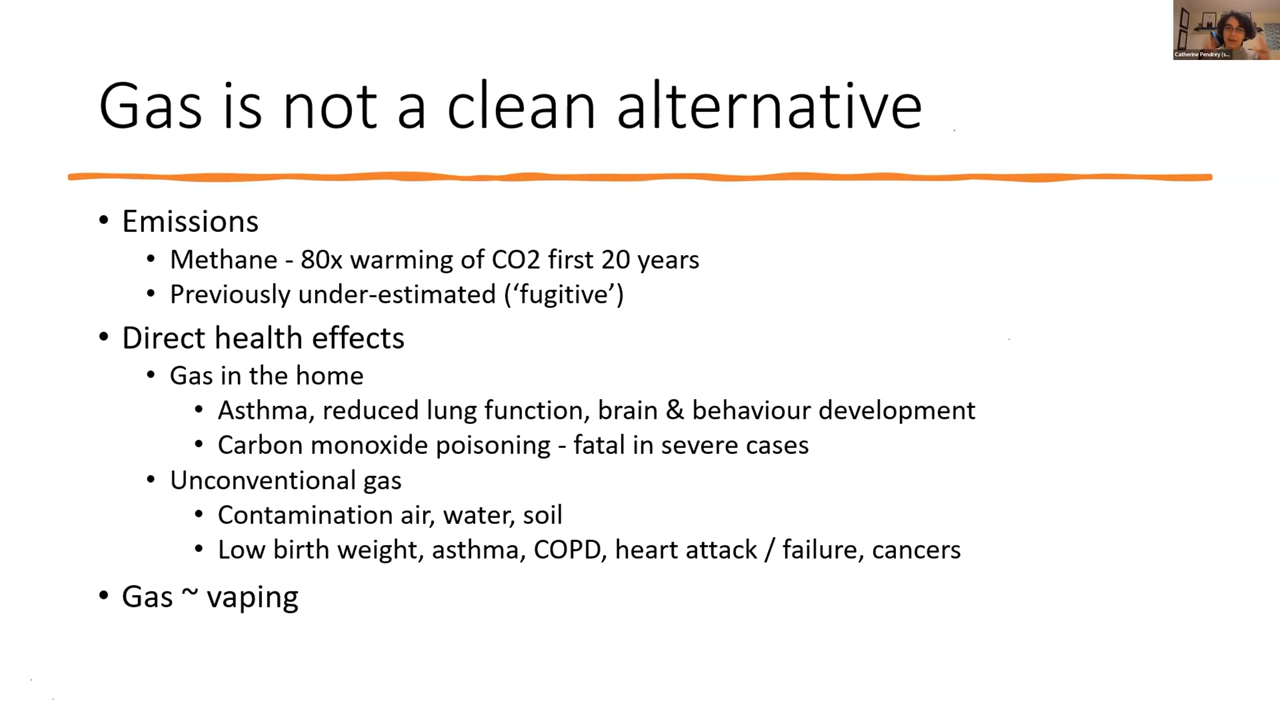 Catherine Pendrey (s...
Gas is not a clean alternative
• Emissions
• Methane - 80x warming of CO2 first 20 years
• Previously under-estimated (‘fugitive’)
• Direct health effects
• Gas in the home
• Asthma, reduced lung function, brain & behaviour development
• Carbon monoxide poisoning - fatal in severe cases
• Unconventional gas
• Contamination air, water, soil
• Low birth weight, asthma, COPD, heart attack / failure, cancers
• Gas ~ vaping